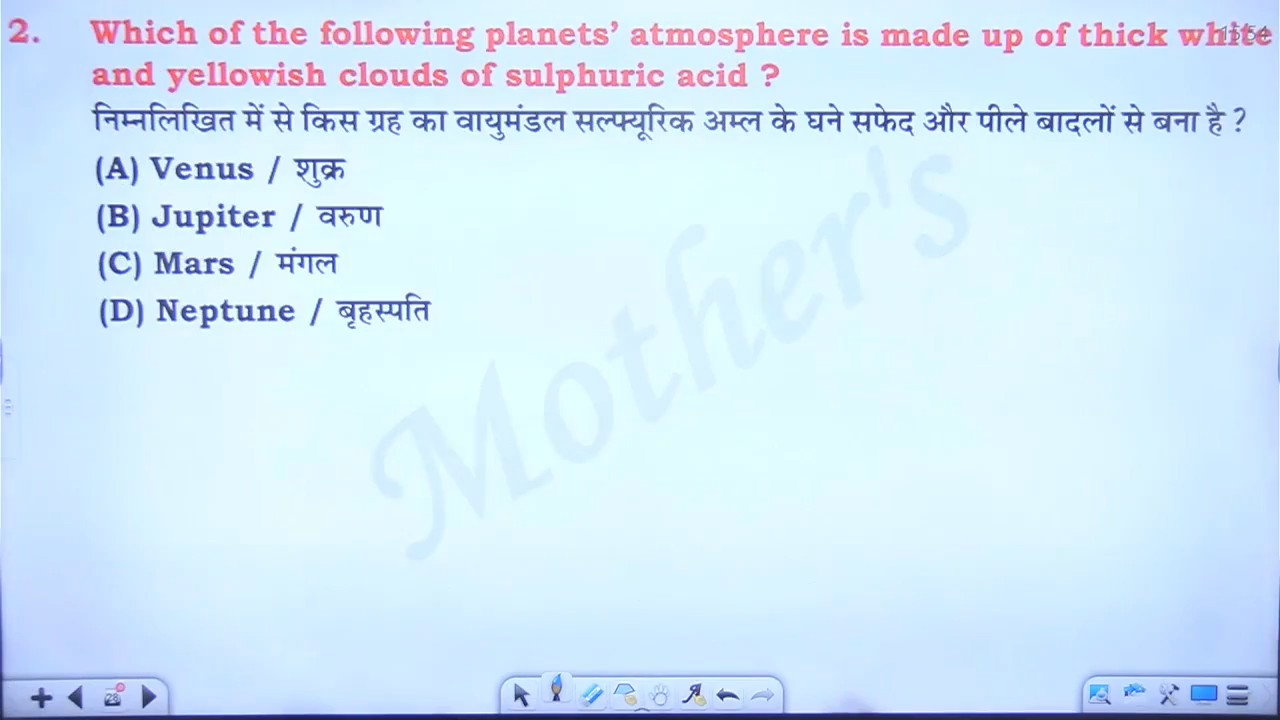 2. Which of the following planets’ atmosphere is made up of thick white
and yellowish clouds of sulphuric acid ?
निम्नलिखित में से किस ग्रह का वायुमंडल सल्फ्यूरिक अम्ल के घने सफेद और पीले बादलों से बना है ?
(A) Venus / शुक्र
(B) Jupiter / वरुण
(C) Mars / मंगल
(D) Neptune / बृहस्पति
Mother's
28